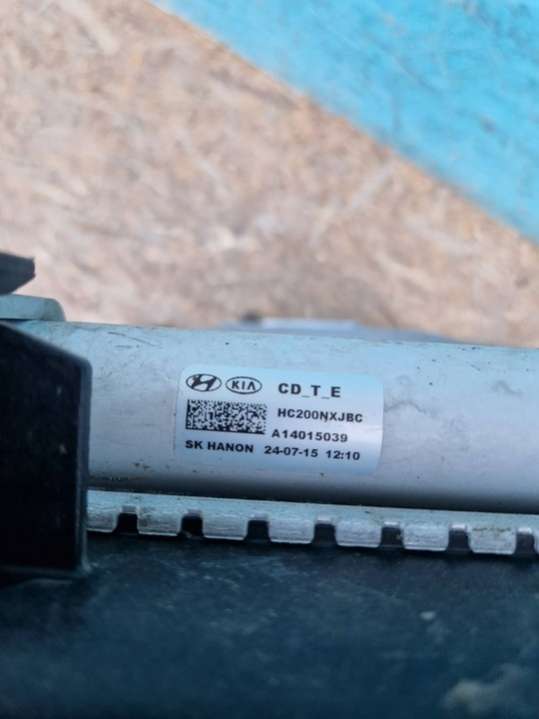 KIA CD_T_E
HC200NXJBC
A14015039
SK HANON 24-07-15 12:10